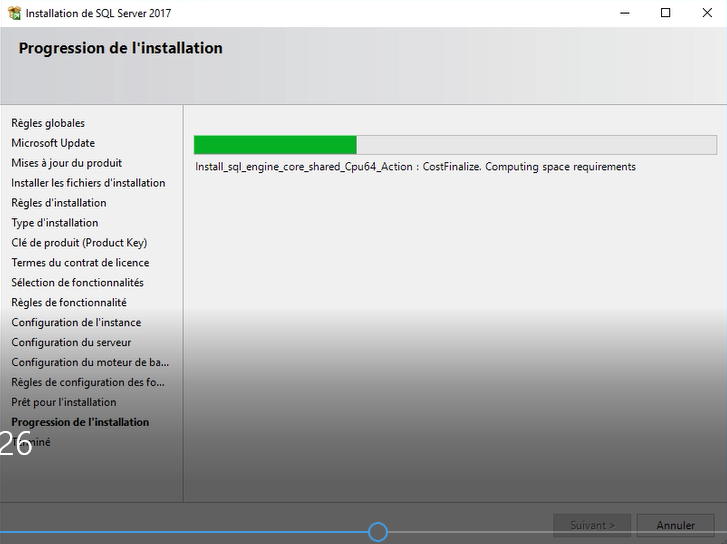 Installation de SQL Server 2017
Progression de l'installation
Règles globales
Microsoft Update
Mises à jour du produit
Installer les fichiers d'installation
Règles d'installation
Type d'installation
Clé de produit (Product Key)
Termes du contrat de licence
Sélection de fonctionnalités
Règles de fonctionnalité
Configuration de l'instance
Configuration du serveur
Configuration du moteur de ba...
Règles de configuration des fo...
Prêt pour l'installation
Progression de l'installation
Terminé
Install_sql_engine_core_shared_Cpu64_Action : CostFinalize. Computing space requirements
26
Suivant >
Annuler